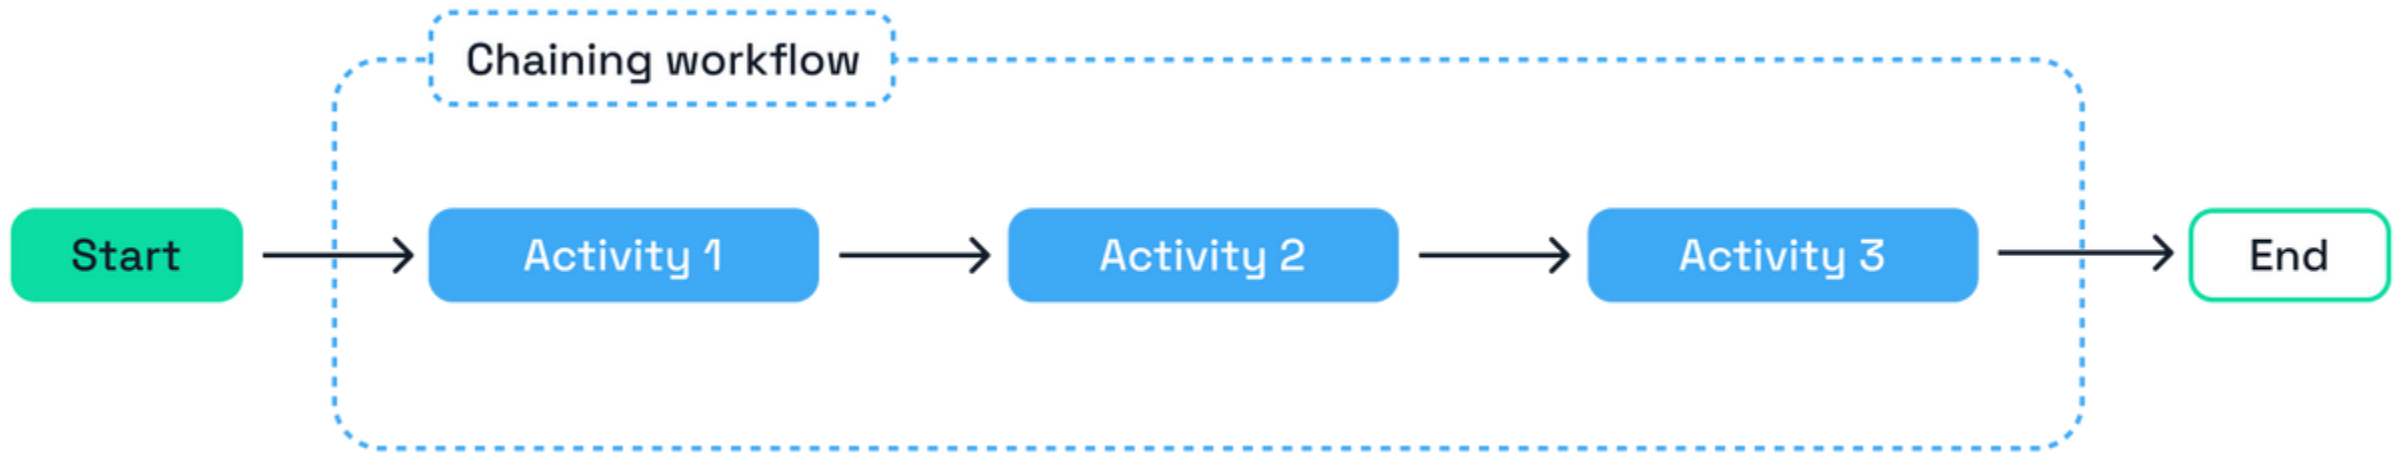 Chaining workflow
Start
Activity 1
Activity 2
Activity 3
End